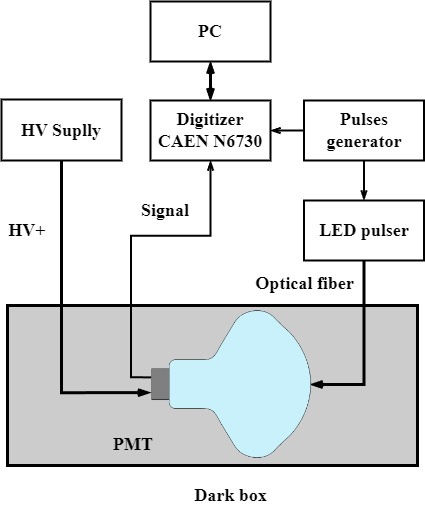 PC
HV Suplly
Digitizer
CAEN N6730
Pulses
generator
Signal
HV+
LED pulser
Optical fiber
PMT
Dark box